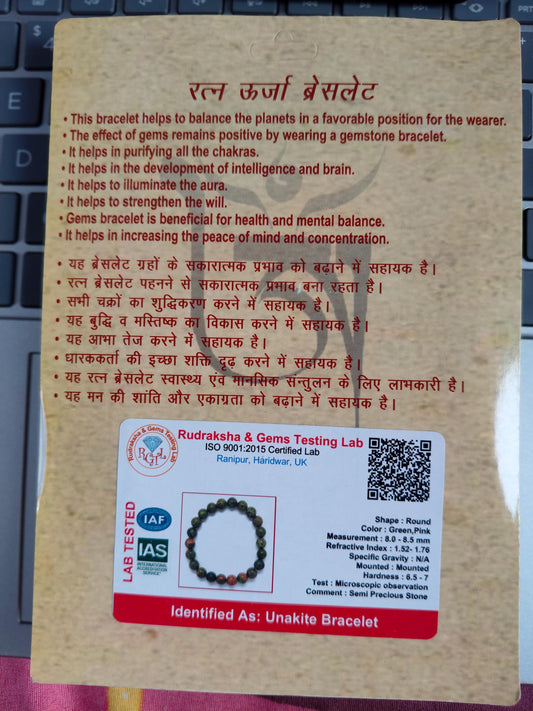 रत्न ऊर्जा ब्रेसलेट
• This bracelet helps to balance the planets in a favorable position for the wearer.
• The effect of gems remains positive by wearing a gemstone bracelet.
• It helps in purifying all the chakras.
• It helps in the development of intelligence and brain.
• It helps to illuminate the aura.
• It helps to strengthen the will.
• Gems bracelet is beneficial for health and mental balance.
• It helps in increasing the peace of mind and concentration.
• यह ब्रेसलेट ग्रहों के सकारात्मक प्रभाव को बढ़ाने में सहायक है।
• रत्न ब्रेसलेट पहनने से सकारात्मक प्रभाव बना रहता है।
• सभी चक्रों का शुद्धिकरण करने में सहायक है।
• यह बुद्धि व मस्तिष्क का विकास करने में सहायक है।
• यह आभा तेज करने में सहायक है।
• धारककर्ता की इच्छा शक्ति दृढ़ करने में सहायक है।
• यह रत्न ब्रेसलेट स्वास्थ्य एवं मानसिक सन्तुलन के लिए लाभकारी है।
• यह मन की शांति और एकाग्रता को बढ़ाने में सहायक है।
Rudraksha & Gems Testing Lab
RGTL
Rudraksha & Gems Testing Lab
ISO 9001:2015 Certified Lab
Ranipur, Haridwar, UK
LAB TESTED
IAF
IAS
INTERNATIONAL
ACCREDITATION
SERVICE
Shape : Round
Color : Green,Pink
Measurement : 8.0 - 8.5 mm
Refractive Index : 1.52- 1.76
Specific Gravity : N/A
Mounted : Mounted
Hardness : 6.5 - 7
Test : Microscopic observation
Comment : Semi Precious Stone
Identified As: Unakite Bracelet